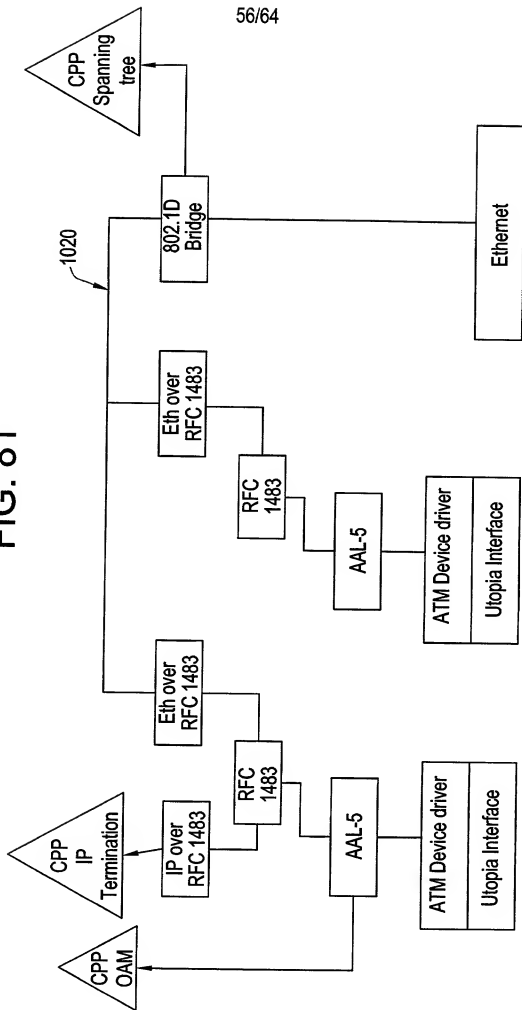 56/64
FIG. 81
CPP
OAM
CPP
IP
Termination
CPP
Spanning
tree
1020
IP over
RFC 1483
Eth over
RFC 1483
Eth over
RFC 1483
802.1D
Bridge
RFC
1483
RFC
1483
AAL-5
AAL-5
ATM Device driver
Utopia Interface
ATM Device driver
Utopia Interface
Ethernet